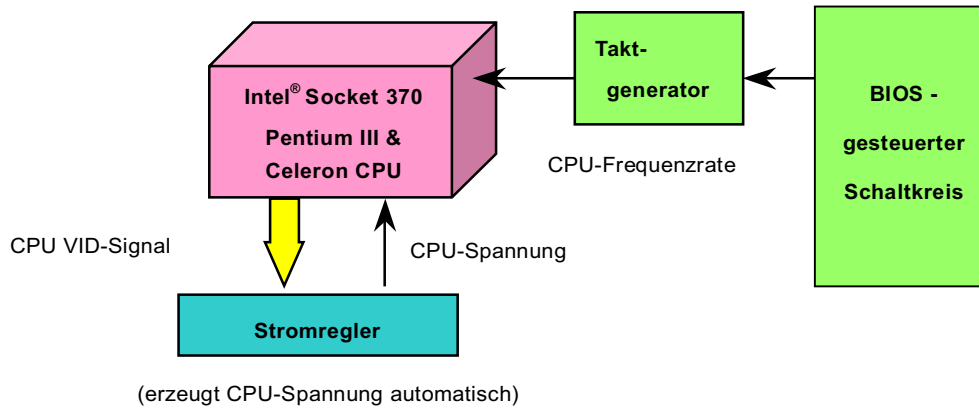 Intel® Socket 370
Pentium III &
Celeron CPU
Takt-
generator
BIOS -
gesteuerter
Schaltkreis
CPU-Frequenzrate
CPU VID-Signal
CPU-Spannung
Stromregler
(erzeugt CPU-Spannung automatisch)